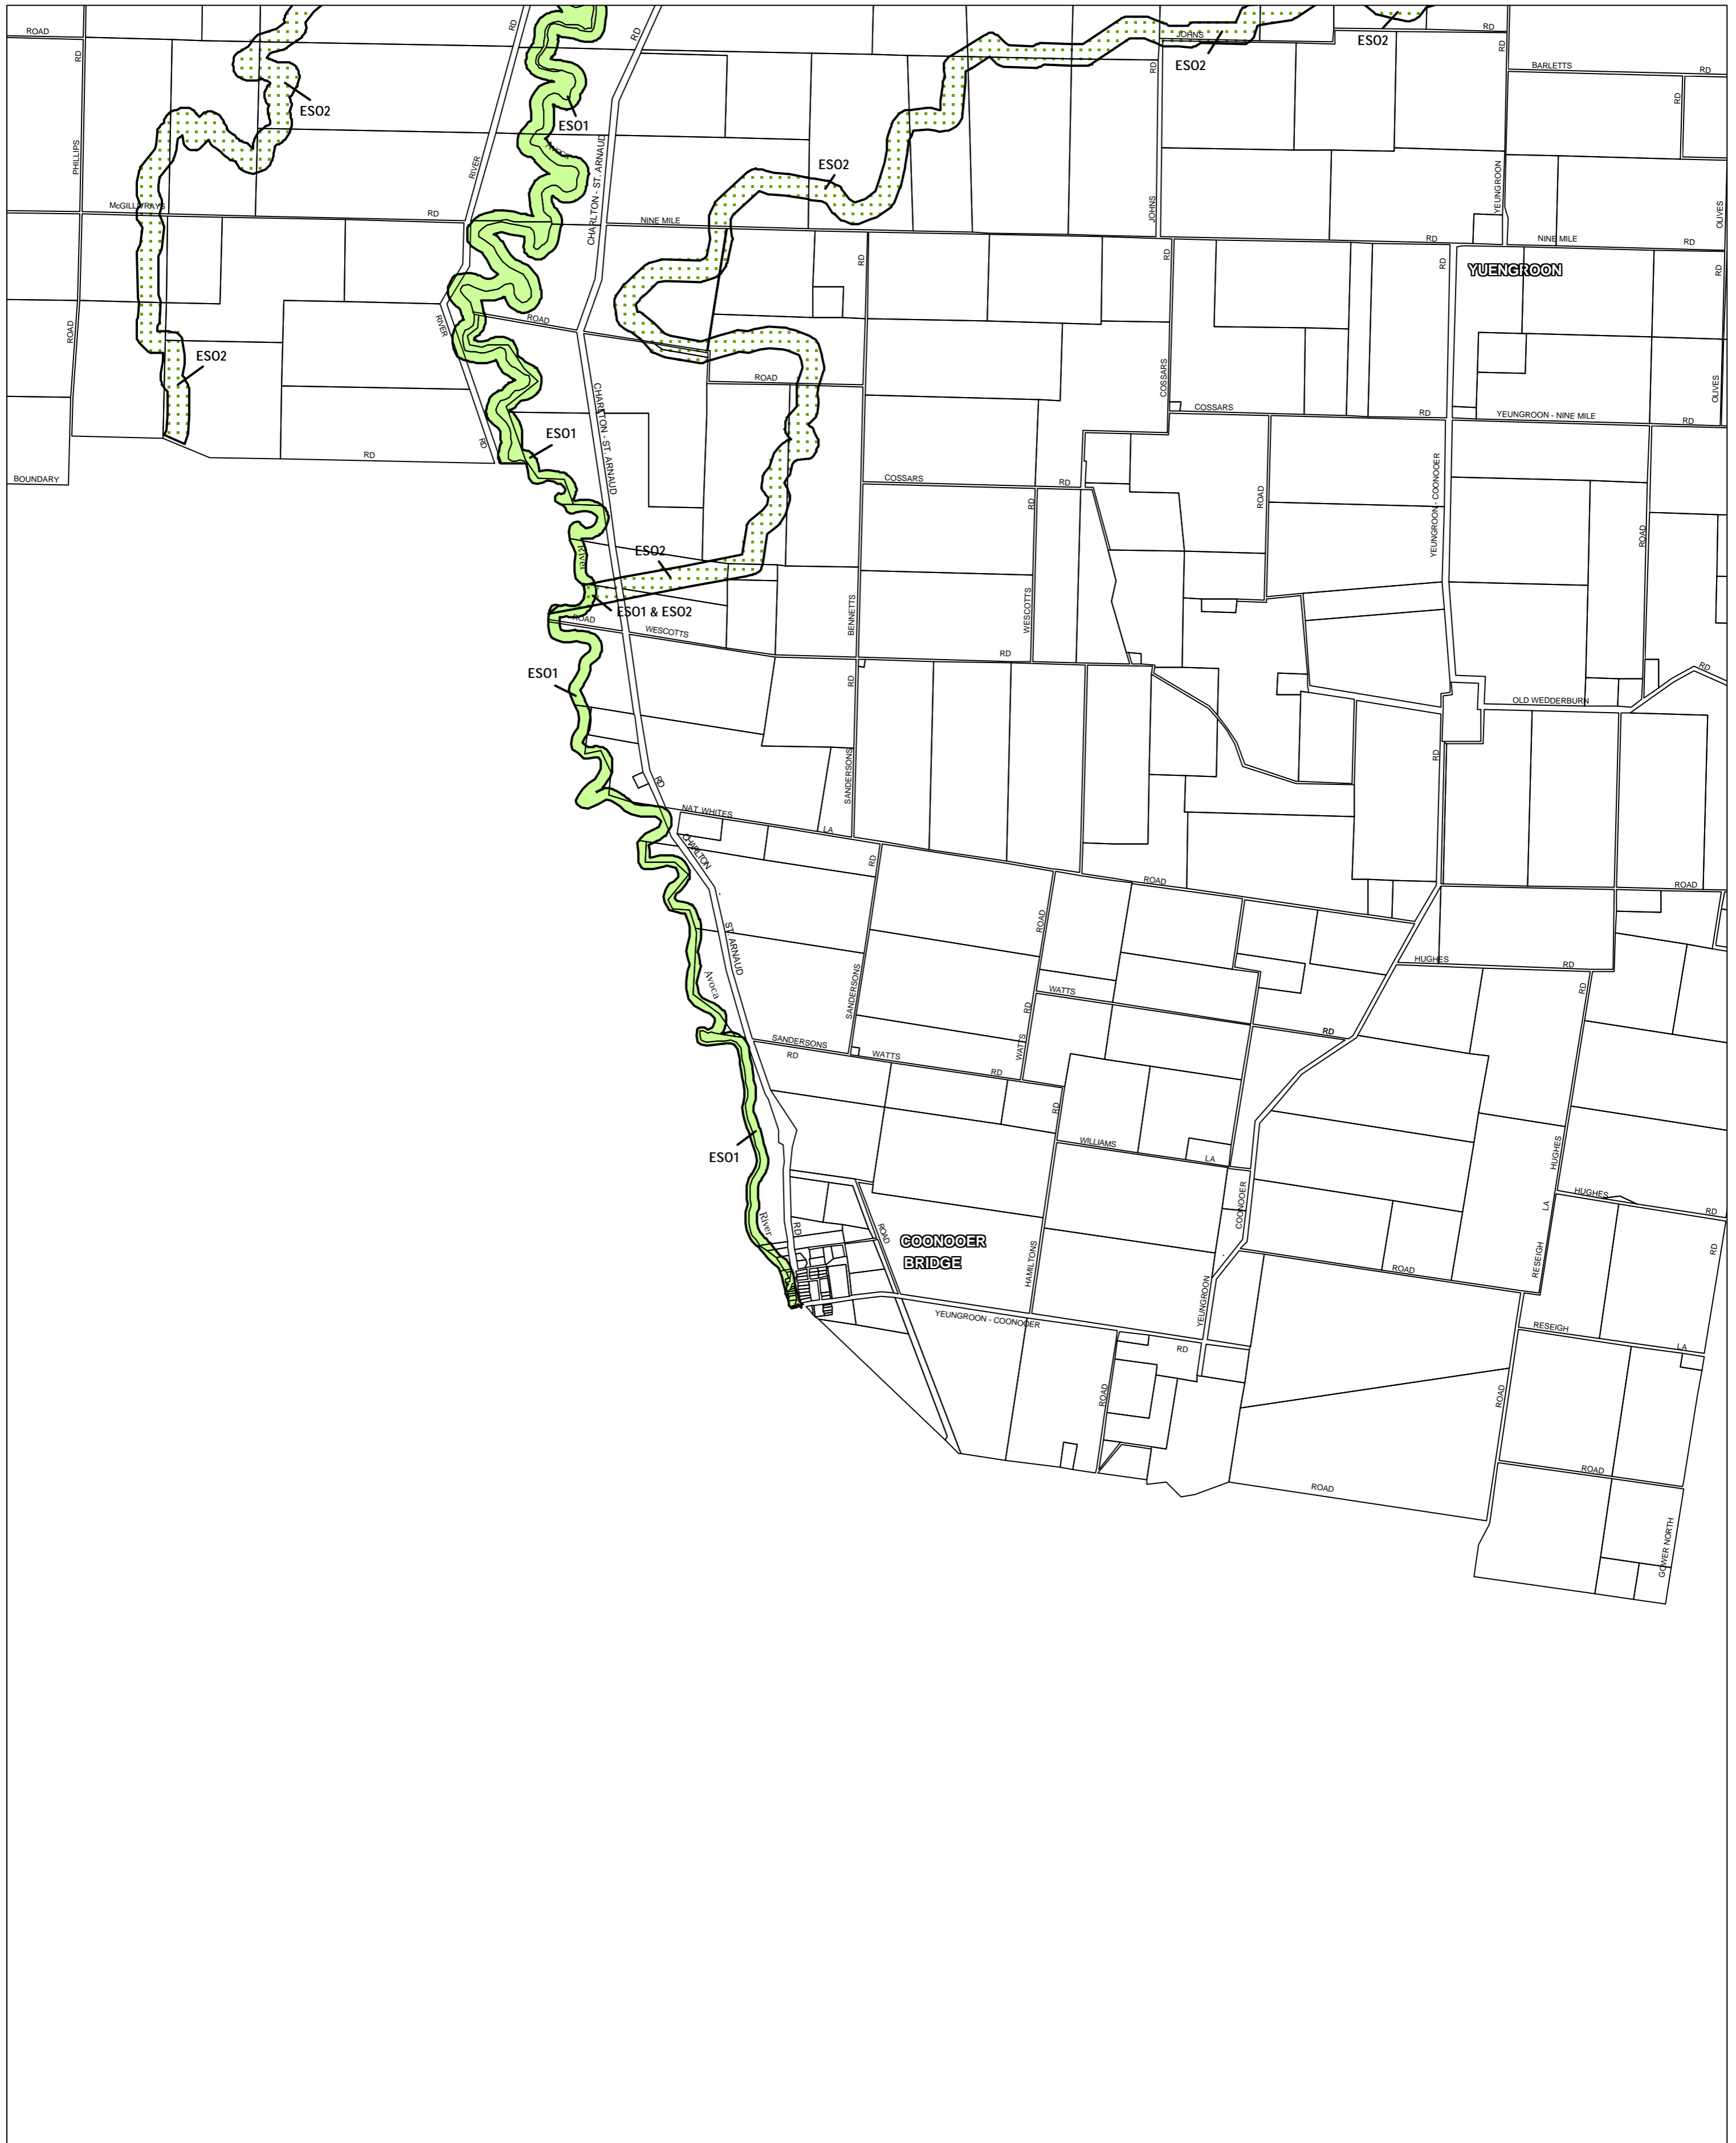 ROAD
RD
RD
RD
JOHNS
ESO2
ESO2
RD
RD
BARLETTS
RD
ESO2
ESO1
RD
RD
PHILLIPS
RIVER
AVOCA
CHARLTON - ST. ARNAUD
ESO2
YEUNGROON
McGILLIVRAYS
RD
NINE MILE
JOHNS
OLIVES
RD
NINE MILE
RD
YUENGROON
RD
RD
RD
RD
ROAD
RIVER
ROAD
ESO2
ROAD
CHARLTON - ST. ARNAUD
COSSARS
COSSARS
RD
YEUNGROON - NINE MILE
RD
OLIVES
ESO1
RD
RD
BOUNDARY
COSSARS
RD
RD
ROAD
YEUNGROON - COONOOER
ROAD
River
ESO2
ESO1 & ESO2
ROAD
WESCOTTS
BENNETTS
WESCOTTS
RD
ESO1
RD
RD
OLD WEDDERBURN
RD
SANDERSONS
RD
NAT. WHITES
LA
CHARLTON
RD
ROAD
ROAD
ROAD
ST. ARNAUD
Avoca
SANDERSONS
HUGHES
RD
WATTS
RD
RD
RD
SANDERSONS
RD
WATTS
RD
WATTS
RD
ESO1
WILLIAMS
LA
HUGHES
HUGHES
RD
River
RD
ROAD
COONOOER
BRIDGE
COONOOER
LA
RD
HAMILTONS
ROAD
RESEIGH
YEUNGROON
YEUNGROON - COONOOER
RD
RESEIGH
LA
ROAD
ROAD
ROAD
ROAD
GOWER NORTH